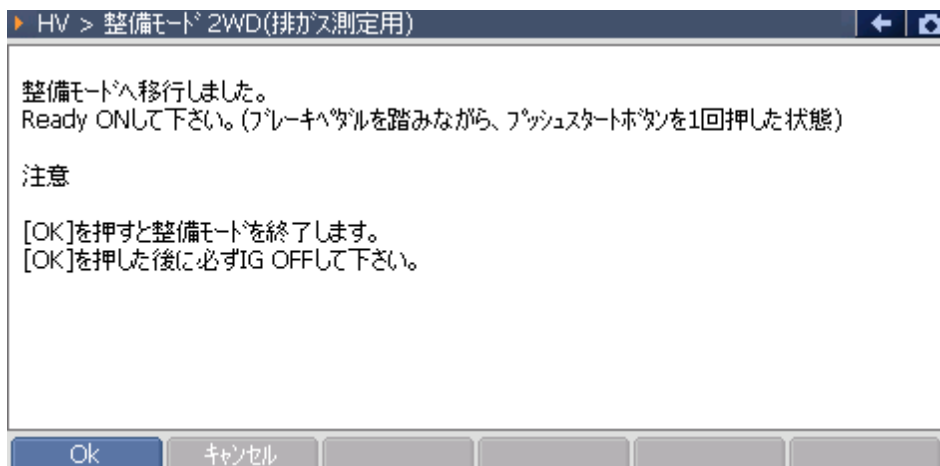 HV > 整備ﾓｰﾄﾞ 2WD(排ｶﾞｽ測定用)
整備ﾓｰﾄﾞへ移行しました。
Ready ONして下さい。(ﾌﾞﾚｰｷﾍﾟﾀﾞﾙを踏みながら、ﾌﾟｯｼｭｽﾀｰﾄﾎﾞﾀﾝを1回押した状態)
注意
[OK]を押すと整備ﾓｰﾄﾞを終了します。
[OK]を押した後に必ずIG OFFして下さい。
Ok ｷｬﾝｾﾙ